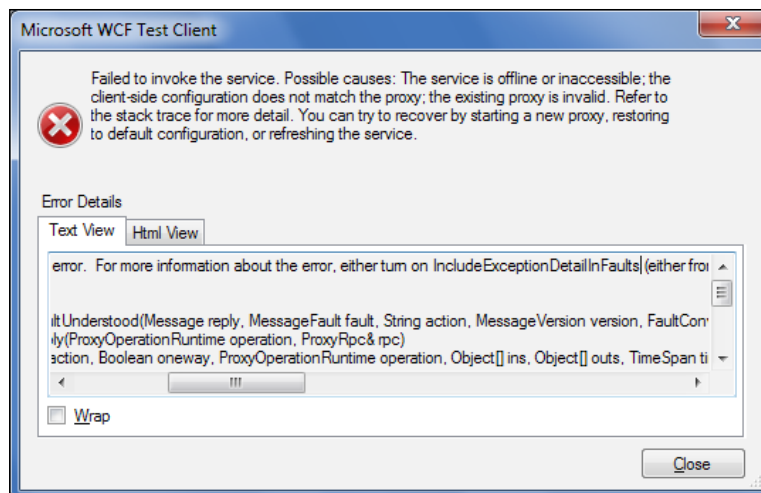 Microsoft WCF Test Client
Failed to invoke the service. Possible causes: The service is offline or inaccessible; the
client-side configuration does not match the proxy; the existing proxy is invalid. Refer to
the stack trace for more detail. You can try to recover by starting a new proxy, restoring
to default configuration, or refreshing the service.
Error Details
Text View Html View
error. For more information about the error, either turn on IncludeExceptionDetailInFaults (either fror
ltUnderstood(Message reply, MessageFault fault, String action, MessageVersion version, FaultCon
ly(ProxyOperationRuntime operation, ProxyRpc& rpc)
action, Boolean oneway, ProxyOperationRuntime operation, Object[] ins, Object[] outs, TimeSpan ti
Wrap
Close